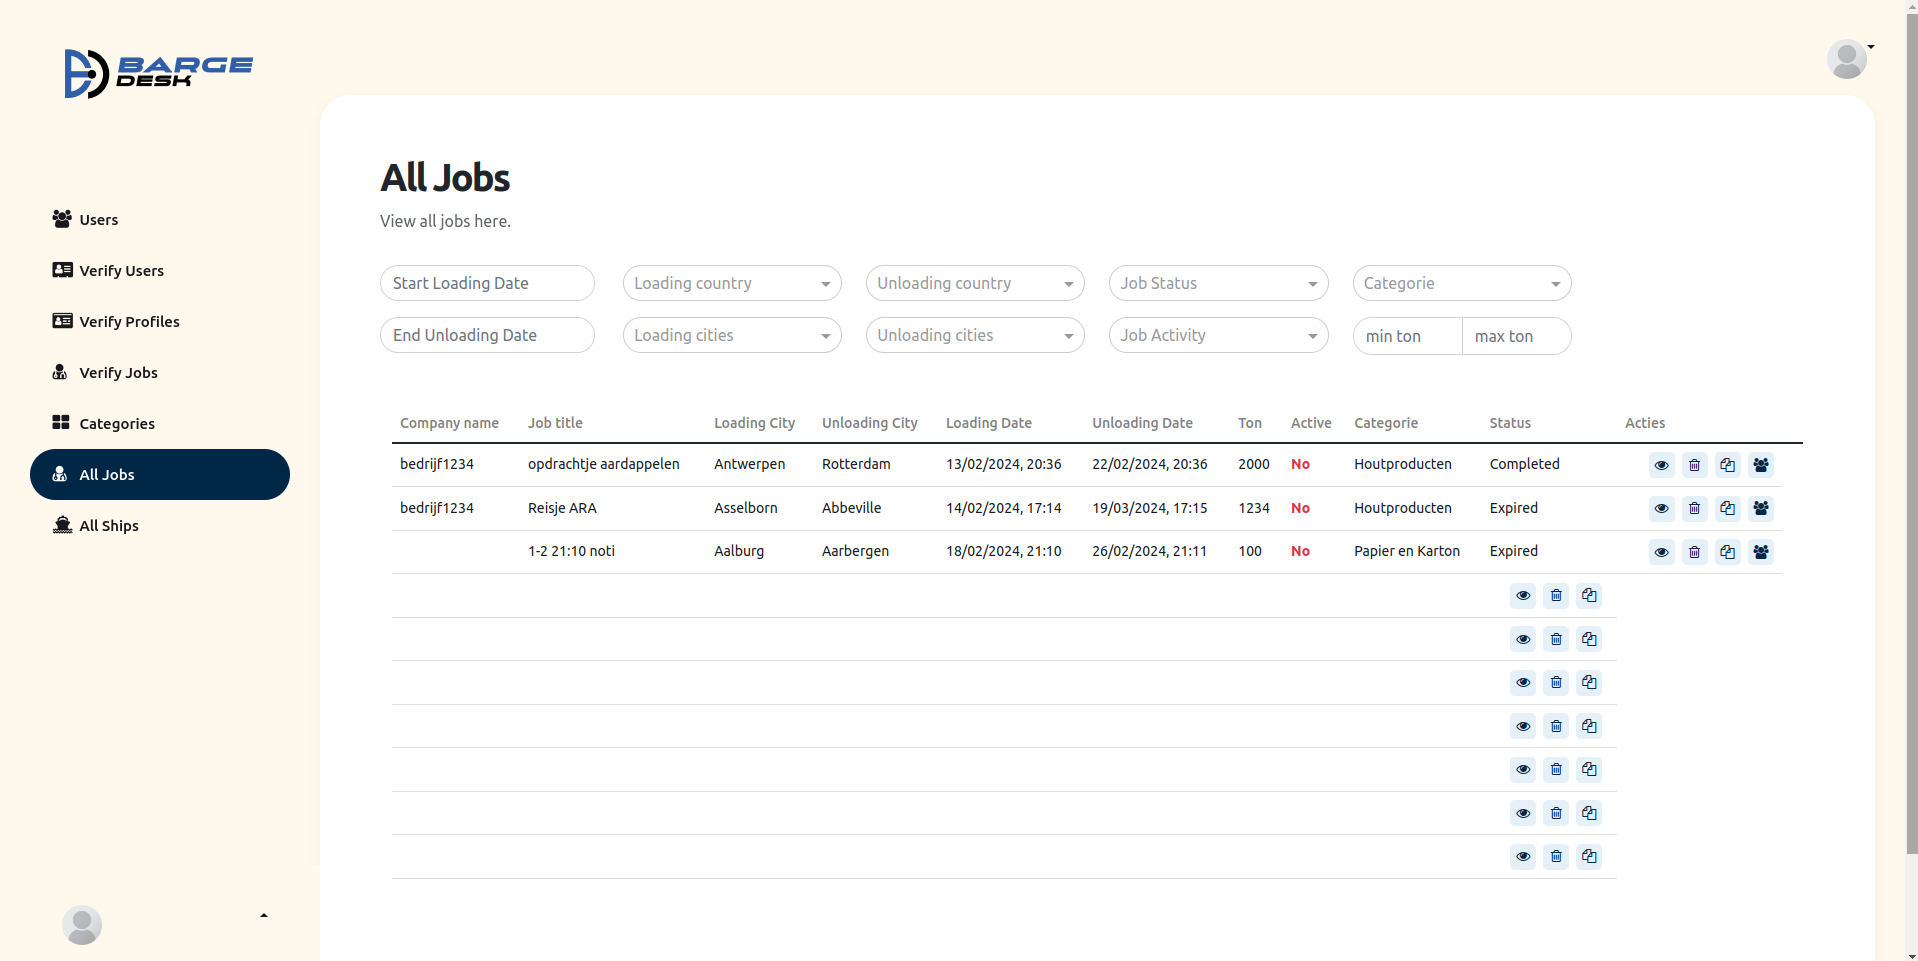 BARGE
DESK
Users
Verify Users
Verify Profiles
Verify Jobs
Categories
All Jobs
All Ships
All Jobs
View all jobs here.
Start Loading Date Loading country Unloading country Job Status Categorie
End Unloading Date Loading cities Unloading cities Job Activity min ton max ton
Company name Job title Loading City Unloading City Loading Date Unloading Date Ton Active Categorie Status Acties
bedrijf1234 opdrachtje aardappelen Antwerpen Rotterdam 13/02/2024, 20:36 22/02/2024, 20:36 2000 No Houtproducten Completed
bedrijf1234 Reisje ARA Asselborn Abbeville 14/02/2024, 17:14 19/03/2024, 17:15 1234 No Houtproducten Expired
1-2 21:10 noti Aalburg Aarbergen 18/02/2024, 21:10 26/02/2024, 21:11 100 No Papier en Karton Expired